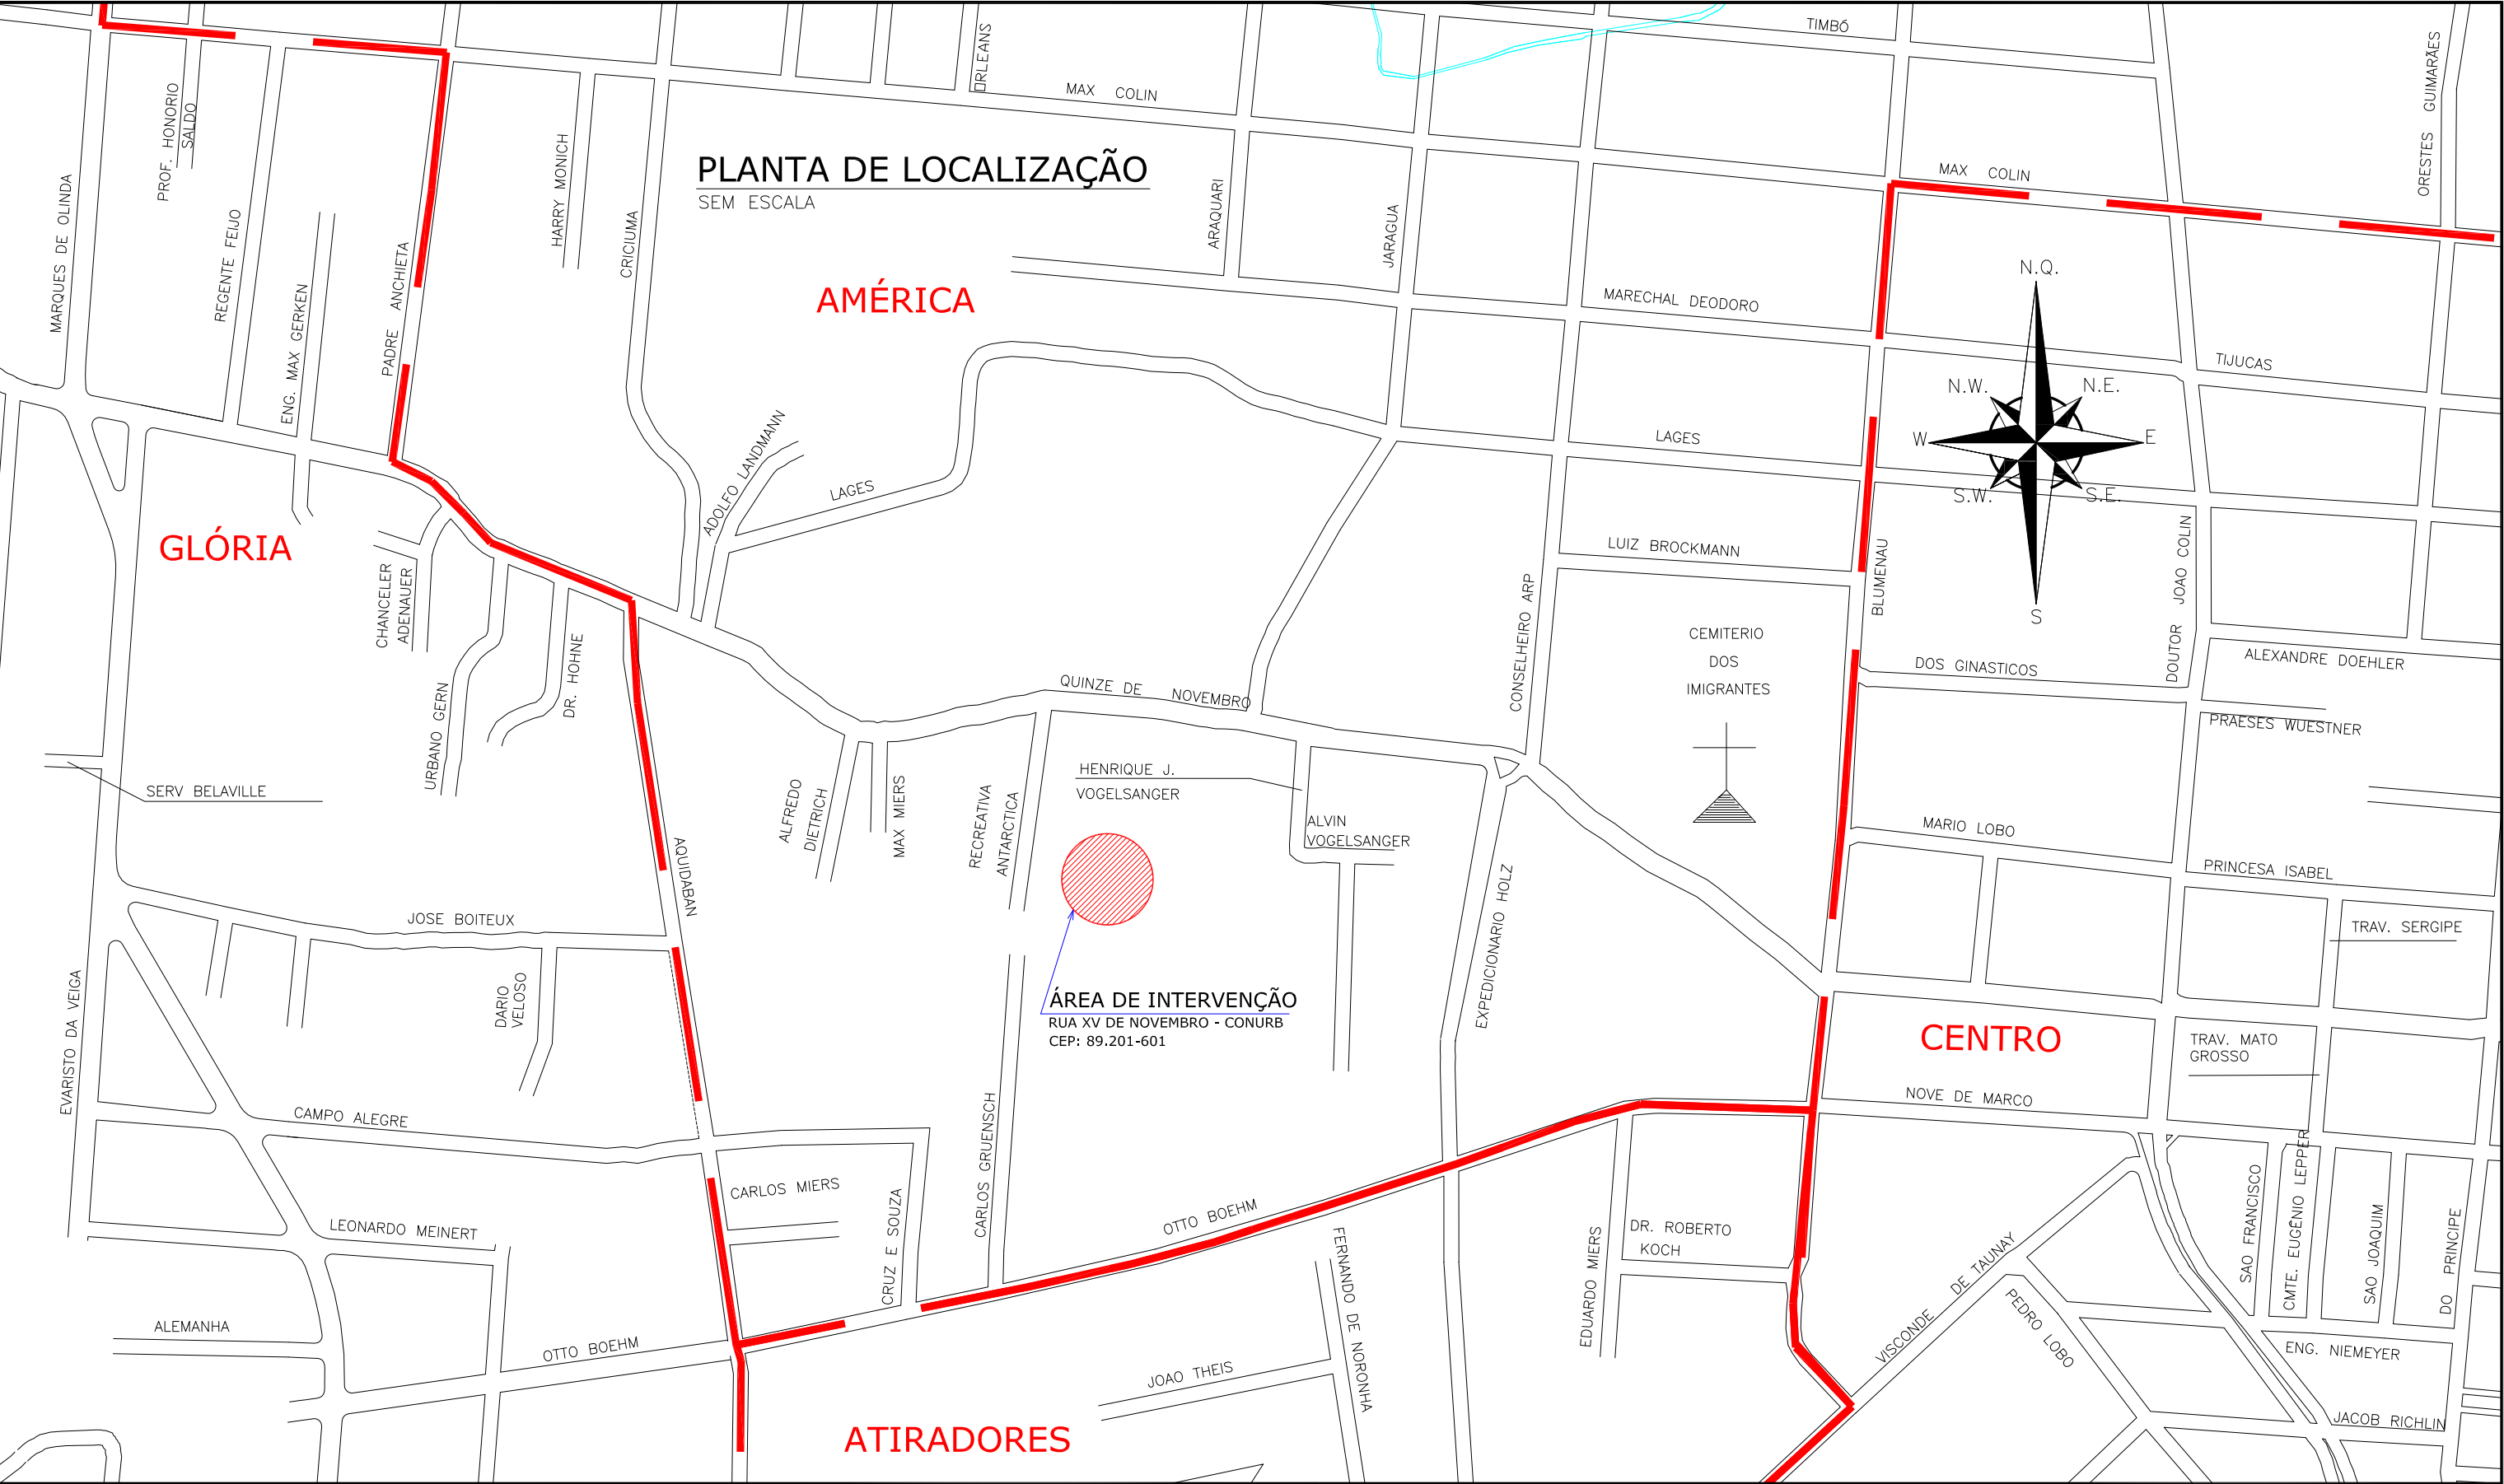 TIMBÓ
ORLEANS
MAX COLIN
ORESTES GUIMARÃES
PROF. HONORIO
SALDO
HARRY MONICH
PLANTA DE LOCALIZAÇÃO
SEM ESCALA
MAX COLIN
MARQUES DE OLINDA
REGENTE FEIJO
CRICIUMA
ARAQUARI
JARAGUA
ENG. MAX GERKEN
PADRE ANCHIETA
AMÉRICA
MARECHAL DEODORO
N.Q.
TIJUCAS
N.W.
N.E.
W
E
S.W.
S.E.
S
ADOLFO LANDMANN
LAGES
LAGES
GLÓRIA
LUIZ BROCKMANN
BLUMENAU
DOUTOR JOAO COLIN
CHANCELER
ADENAUER
CONSELHEIRO ARP
CEMITERIO
DOS
IMIGRANTES
DOS GINASTICOS
ALEXANDRE DOEHLER
DR. HOHNE
URBANO GERN
QUINZE DE NOVEMBRO
PRAESES WUESTNER
SERV BELAVILLE
HENRIQUE J.
VOGELSANGER
ALFREDO
DIETRICH
MAX MIERS
RECREATIVA
ANTARCTICA
ALVIN
VOGELSANGER
MARIO LOBO
PRINCESA ISABEL
AQUIDABAN
EXPEDICIONARIO HOLZ
JOSE BOITEUX
TRAV. SERGIPE
DARIO
VELOSO
ÁREA DE INTERVENÇÃO
RUA XV DE NOVEMBRO - CONURB
CEP: 89.201-601
EVARISTO DA VEIGA
CENTRO
TRAV. MATO
GROSSO
NOVE DE MARCO
CAMPO ALEGRE
CARLOS GRUENSCH
CARLOS MIERS
CRUZ E SOUZA
OTTO BOEHM
LEONARDO MEINERT
DR. ROBERTO
KOCH
EDUARDO MIERS
FERNANDO DE NORONHA
VISCONDE DE TAUNAY
PEDRO LOBO
SAO FRANCISCO
CMTE. EUGÊNIO LEPPER
SAO JOAQUIM
DO PRINCIPE
ALEMANHA
OTTO BOEHM
ENG. NIEMEYER
JOAO THEIS
JACOB RICHLIN
ATIRADORES